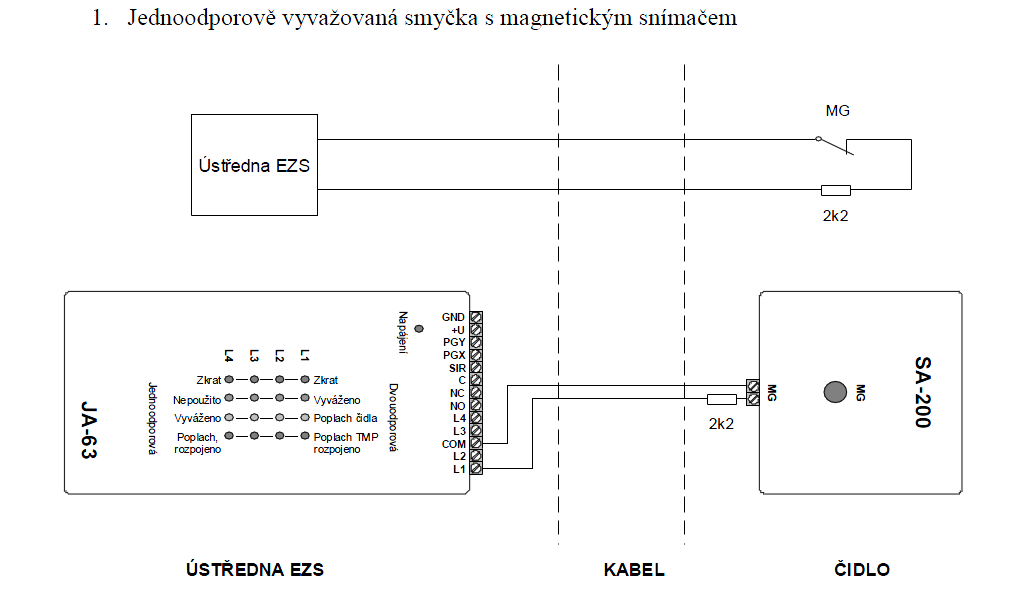 1. Jednoodporově vyvažovaná smyčka s magnetickým snímačem
MG
Ústředna EZS
2k2
GND
+U
PGY
PGX
SIR
C
NC
NO
L4
L3
COM
L2
L1
Napájení
L4 L3 L2 L1
Zkrat Zkrat
Nepoužito Vyváženo
Vyváženo Poplach čidla
Poplach, Poplach TMP
rozpojeno rozpojeno
Jednoodporová
Dvouodporová
JA-63
2k2
MG
MG
SA-200
ÚSTŘEDNA EZS KABEL ČIDLO